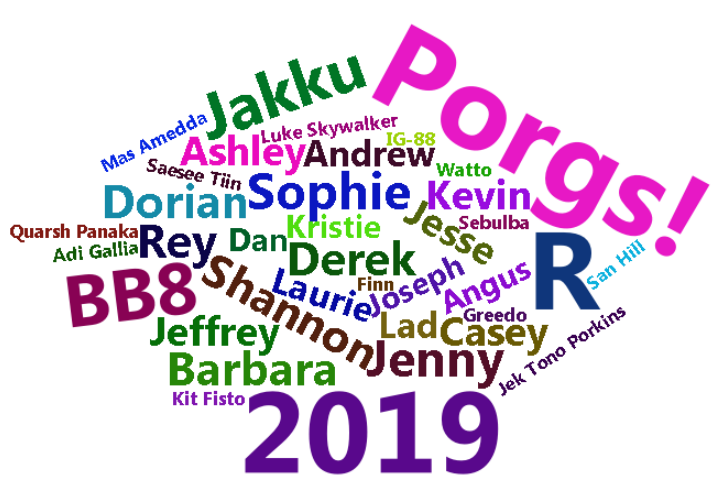 Porgs!
Jakku
Mas Amedda
Luke Skywalker
IG-88
Ashley
Andrew
Saesee Tiin
Watto
Dorian
Sophie
Kevin
Quarsh Panaka
Adi Gallia
Rey
Dan
Kristie
Jesse
Sebulba
Derek
R
San Hill
BB8
Shannon
Laurie
Finn
Joseph
Angus
Greedo
Jeffrey
Lad
Casey
Barbara
Jenny
Jek Tono Porkins
Kit Fisto
2019